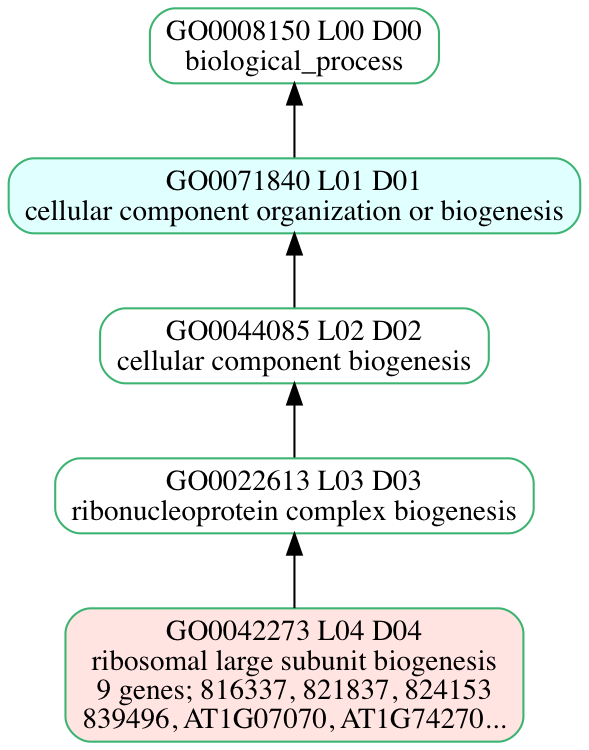 GO0008150 L00 D00
biological_process
GO0071840 L01 D01
cellular component organization or biogenesis
GO0044085 L02 D02
cellular component biogenesis
GO0022613 L03 D03
ribonucleoprotein complex biogenesis
GO0042273 L04 D04
ribosomal large subunit biogenesis
9 genes; 816337, 821837, 824153
839496, AT1G07070, AT1G74270...